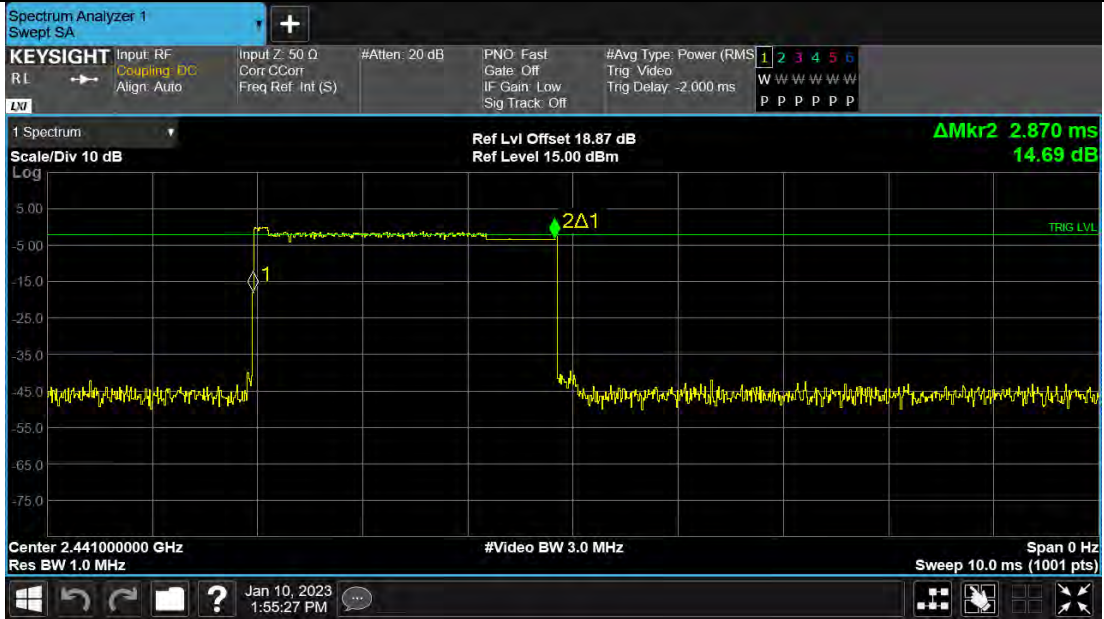 Spectrum Analyzer 1
Swept SA
+
KEYSIGHT
RL
LXI
Input: RF
Coupling: DC
Align: Auto
Input Z: 50 Ω
Corr CCorr
Freq Ref: Int (S)
#Atten: 20 dB
PNO: Fast
Gate: Off
IF Gain: Low
Sig Track: Off
#Avg Type: Power (RMS
Trig: Video
Trig Delay: -2.000 ms
1 2 3 4 5 6
W W W W W W
P P P P P P
1 Spectrum
Scale/Div 10 dB
Log
Ref Lvl Offset 18.87 dB
Ref Level 15.00 dBm
ΔMkr2 2.870 ms
14.69 dB
5.00
-5.00
-15.0
-25.0
-35.0
-45.0
-55.0
-65.0
-75.0
2Δ1
1
TRIG LVL
Center 2.441000000 GHz
Res BW 1.0 MHz
#Video BW 3.0 MHz
Span 0 Hz
Sweep 10.0 ms (1001 pts)
?
Jan 10, 2023
1:55:27 PM